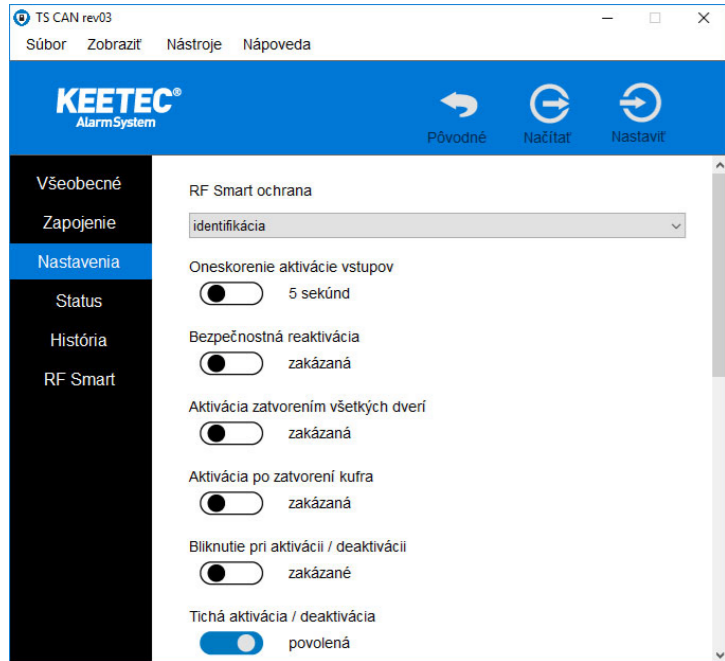 TS CAN rev03
Súbor Zobraziť Nástroje Nápoveda
KEETEC®
Alarm System
Pôvodné Načítať Nastaviť
Všeobecné
Zapojenie
Nastavenia
Status
História
RF Smart
RF Smart ochrana
identifikácia
Oneskorenie aktivácie vstupov
5 sekúnd
Bezpečnostná reaktivácia
zakázaná
Aktivácia zatvorením všetkých dverí
zakázaná
Aktivácia po zatvorení kufra
zakázaná
Bliknutie pri aktivácii / deaktivácii
zakázané
Tichá aktivácia / deaktivácia
povolená